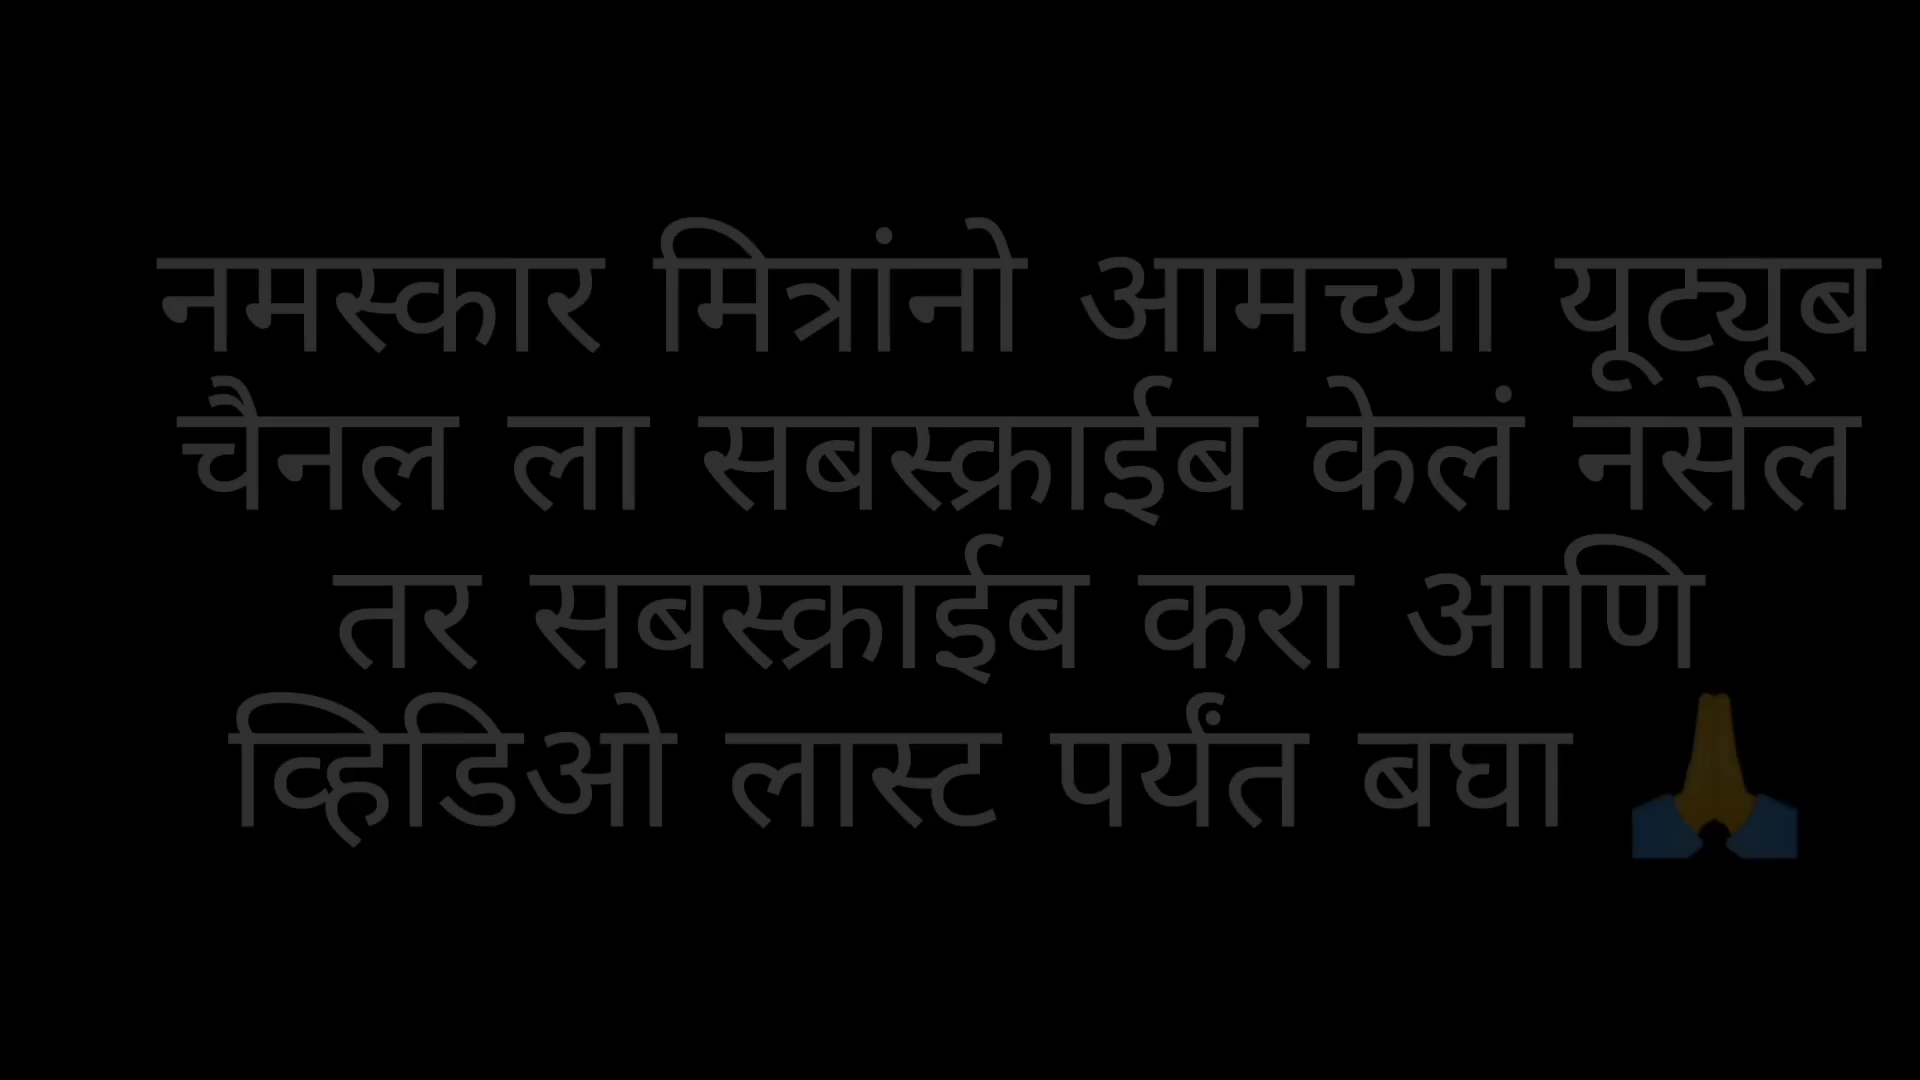 नमस्कार मित्रांनो आमच्या यूट्यूब
चैनल ला सबस्क्राईब केलं नसेल
तर सबस्क्राईब करा आणि
व्हिडिओ लास्ट पर्यंत बघा 🙏